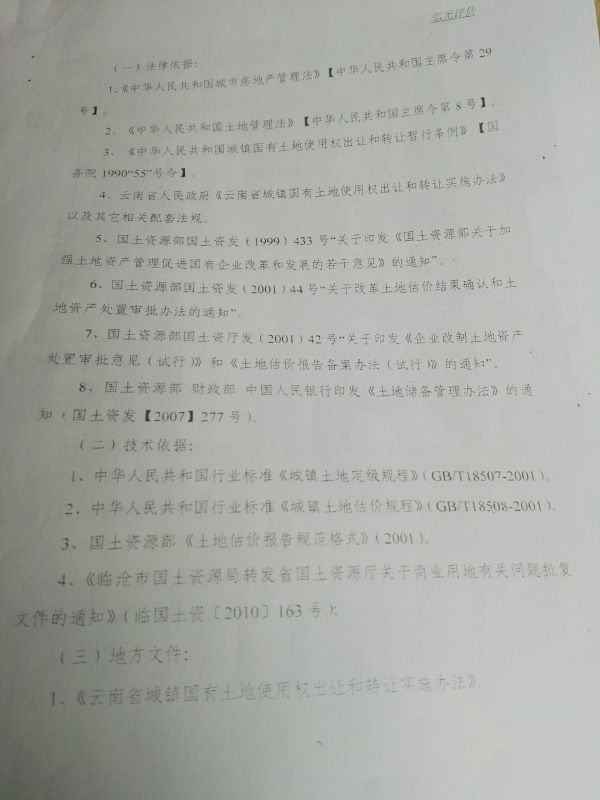 弘地评估
（一）法律依据：
1、《中华人民共和国城市房地产管理法》【中华人民共和国主席令第29
号】。
2、《中华人民共和国土地管理法》【中华人民共和国主席令第8号】。
3、《中华人民共和国城镇国有土地使用权出让和转让暂行条例》【国
务院1990“55”号令】。
4、云南省人民政府《云南省城镇国有土地使用权出让和转让实施办法》
以及其它相关配套法规。
5、国土资源部国土资发（1999）433号“关于印发《国土资源部关于加
强土地资产管理促进国有企业改革和发展的若干意见》的通知”。
6、国土资源部国土资发（2001）44号“关于改革土地估价结果确认和土
地资产处置审批办法的通知”。
7、国土资源部国土资厅发（2001）42号“关于印发《企业改制土地资产
处置审批意见（试行）》和《土地估价报告备案办法（试行）》的通知”。
8、国土资源部 财政部 中国人民银行印发《土地储备管理办法》的通
知（国土资发【2007】277号）。
（二）技术依据：
1、中华人民共和国行业标准《城镇土地定级规程》（GB/T18507-2001）。
2、中华人民共和国行业标准《城镇土地估价规程》（GB/T18508-2001）。
3、国土资源部《土地估价报告规范格式》（2001）。
4、《临沧市国土资源局转发省国土资源厅关于商业用地有关问题批复
文件的通知》（临国土资〔2010〕163号）；
（三）地方文件：
1、《云南省城镇国有土地使用权出让和转让实施办法》。